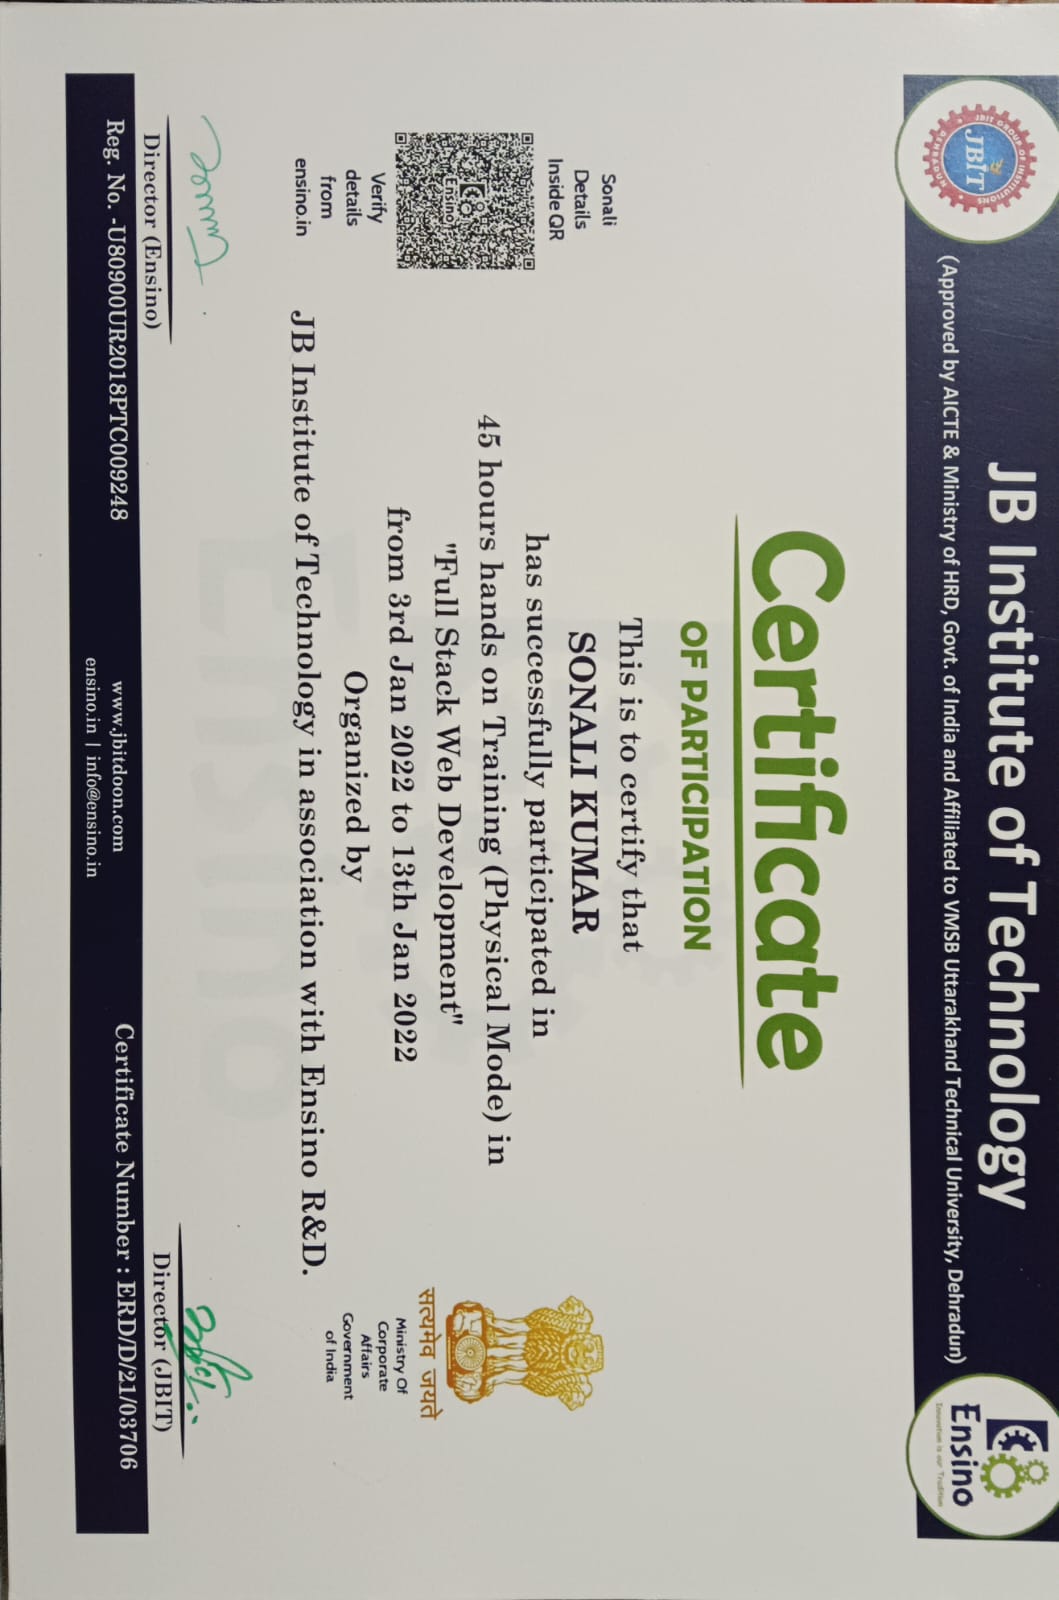 JB Institute of Technology
(Approved by AICTE & Ministry of HRD, Govt. of India and Affiliated to VMSB Uttarakhand Technical University, Dehradun)
JBIT GROUP OF INSTITUTIONS
JBIT
DEHRADUN
Ensino
Innovation is our Tradition
Certificate
OF PARTICIPATION
This is to certify that
SONALI KUMAR
has successfully participated in
45 hours hands on Training (Physical Mode) in
"Full Stack Web Development"
from 3rd Jan 2022 to 13th Jan 2022
Organized by
JB Institute of Technology in association with Ensino R&D.
Sonali
Details
Inside QR
Ensino
Verify
details
from
ensino.in
सत्यमेव जयते
Ministry Of
Corporate
Affairs
Government
of India
Ensino
Director (Ensino)
Director (JBIT)
Reg. No. -U80900UR2018PTC009248
www.jbitdoon.com
ensino.in | info@ensino.in
Certificate Number : ERD/D/21/03706